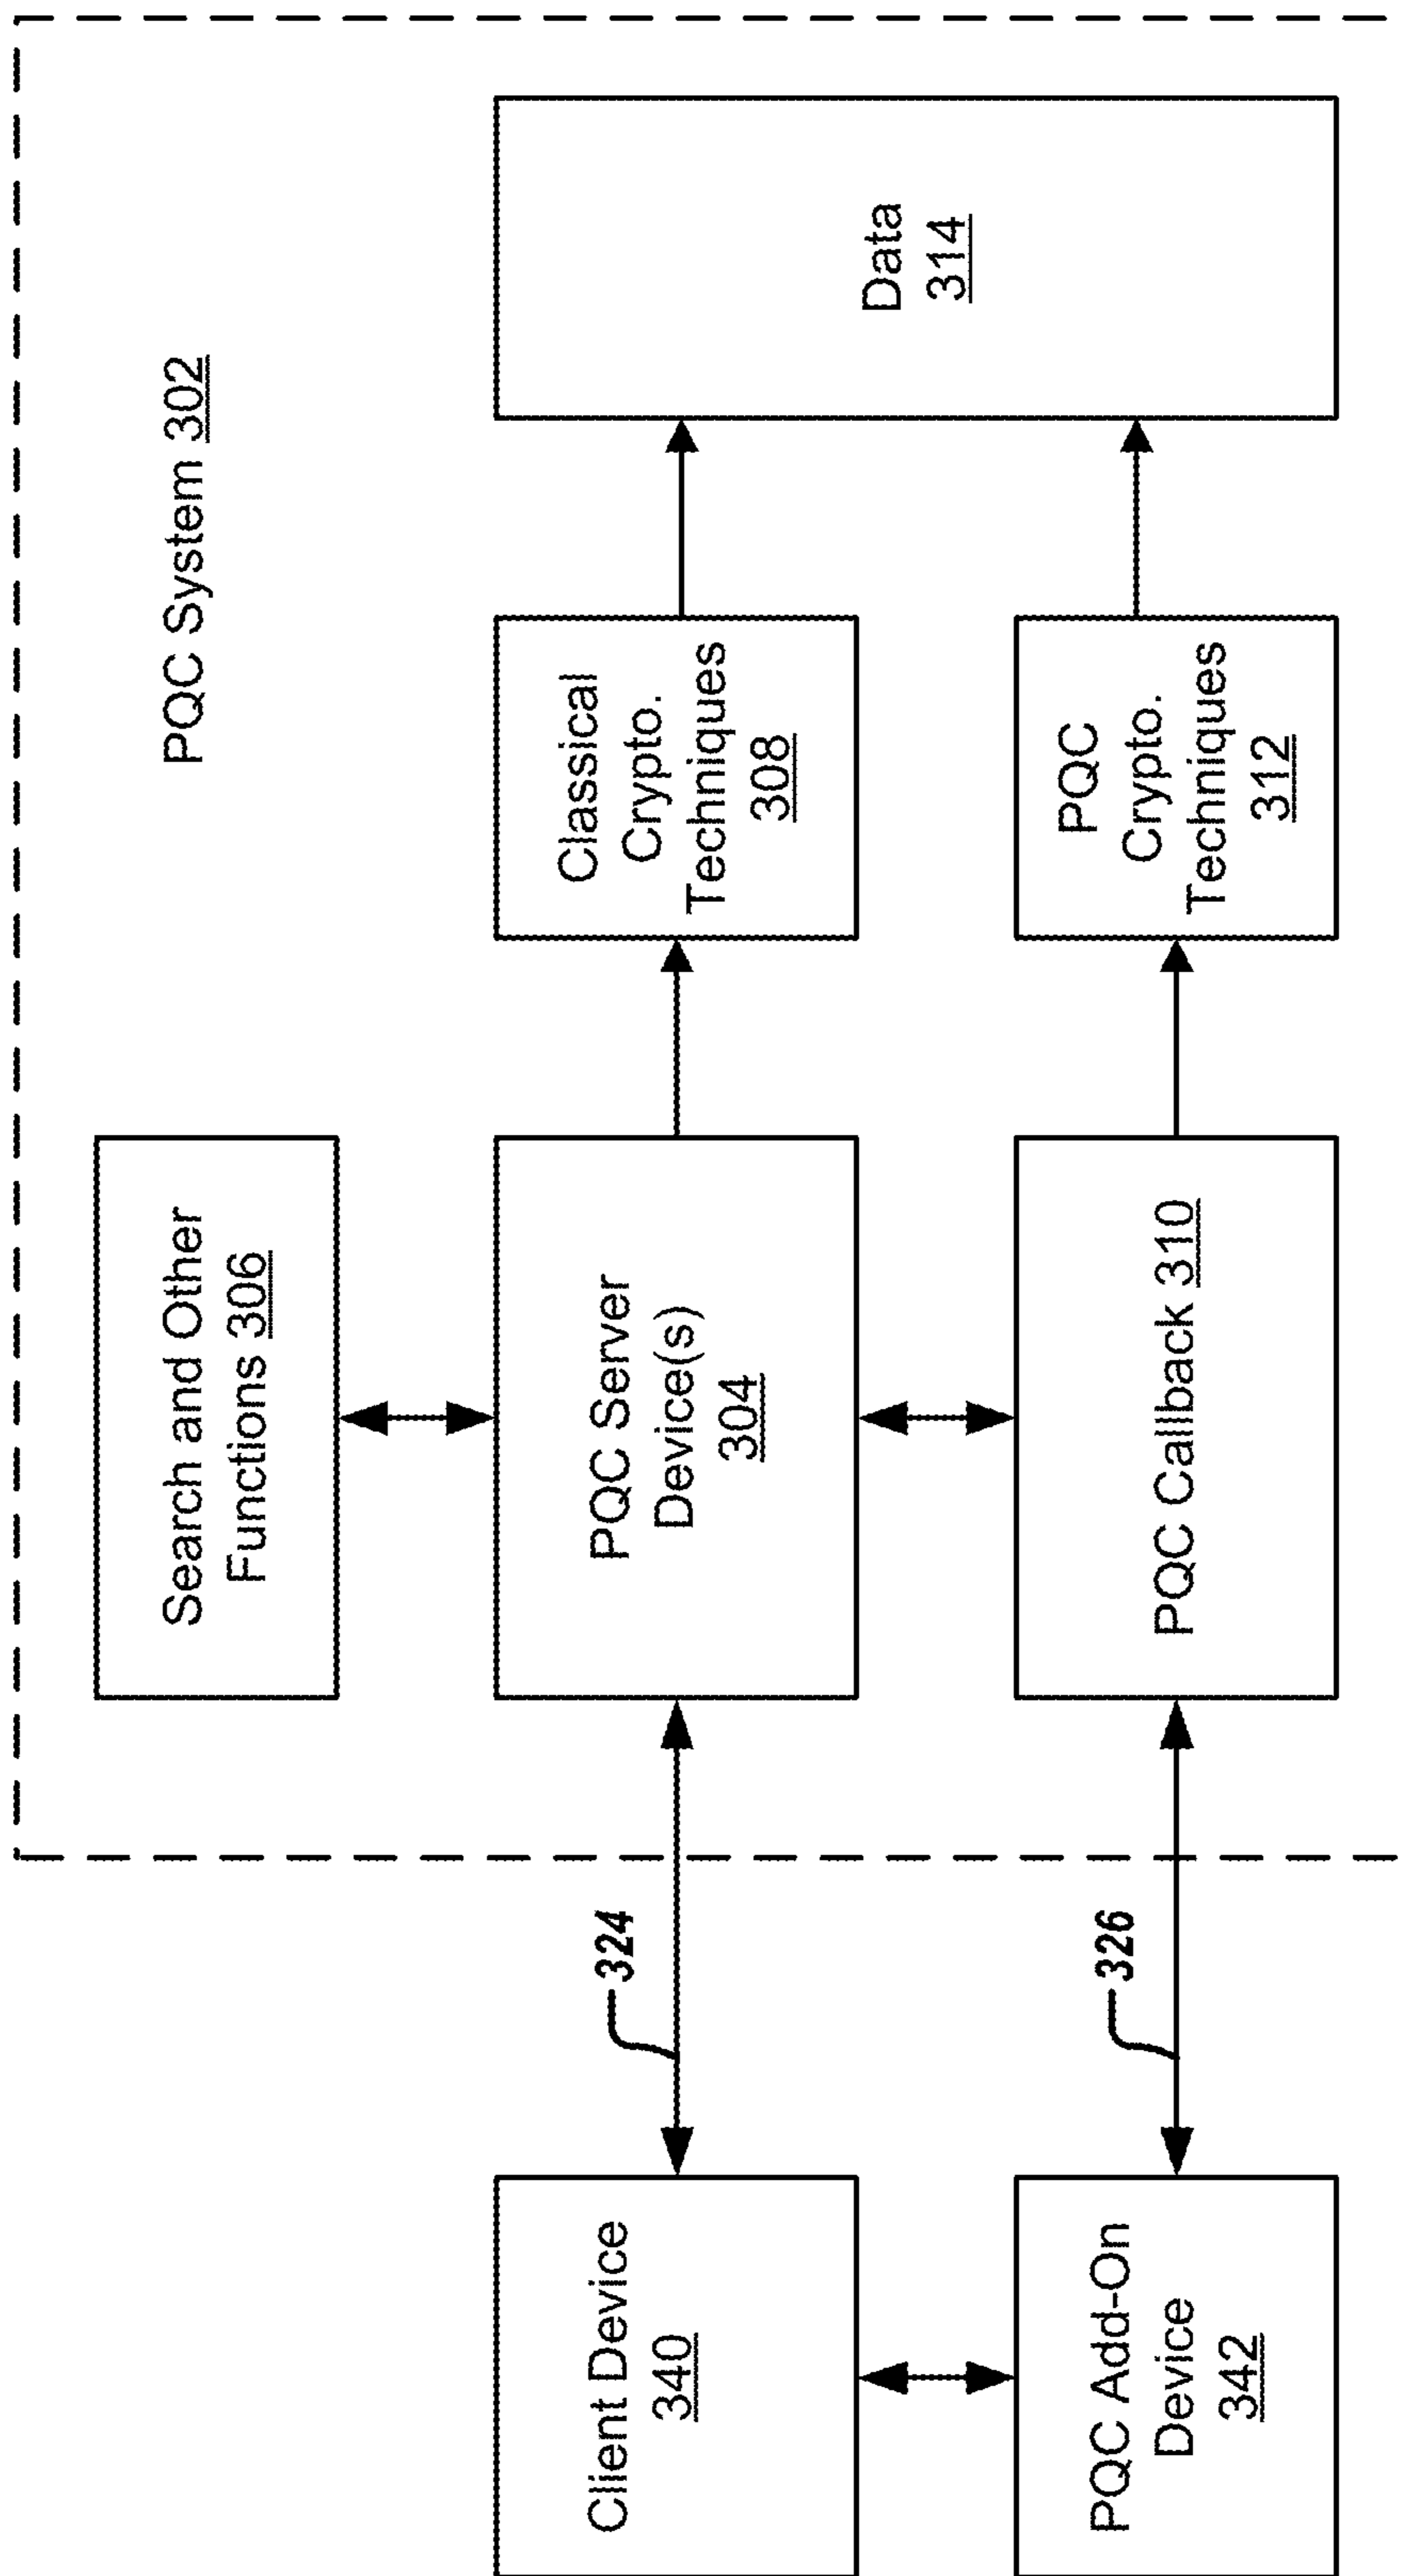 PQC System 302
Search and Other
Functions 306
Client Device
340
324
PQC Server
Device(s)
304
Classical
Crypto.
Techniques
308
Data
314
PQC Add-On
Device
342
326
PQC Callback 310
PQC
Crypto.
Techniques
312